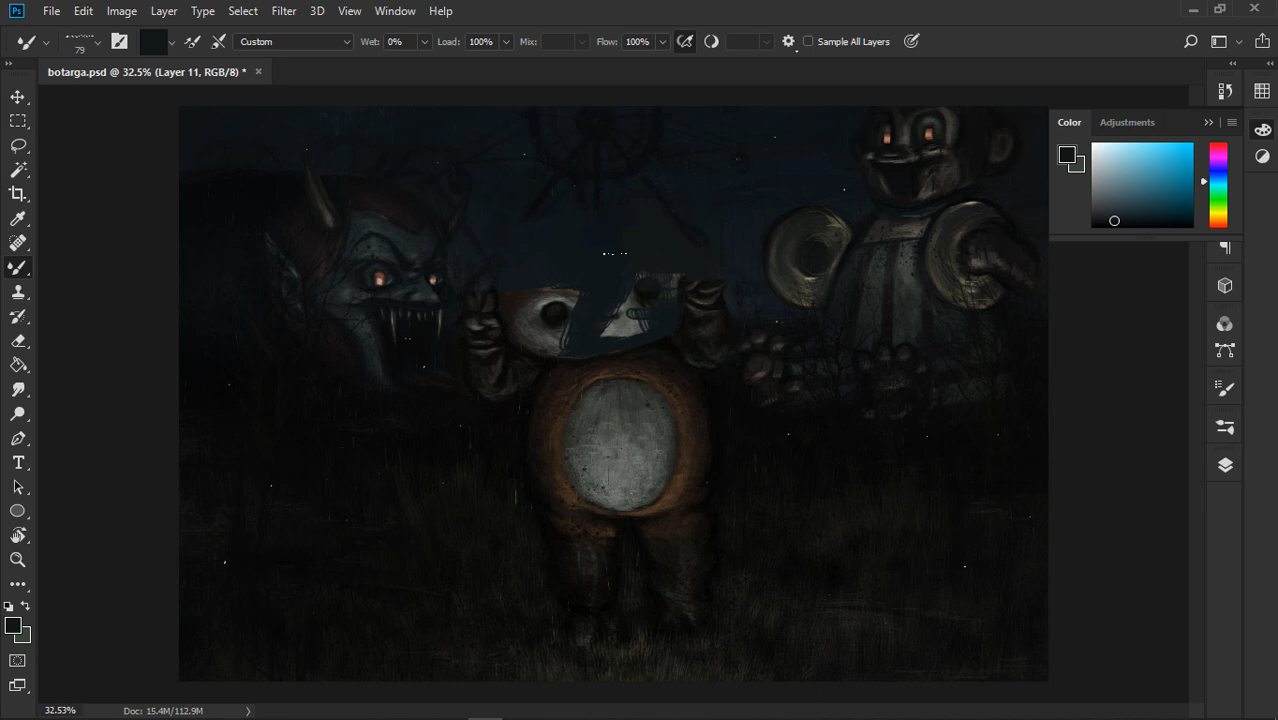 Ps File Edit Image Layer Type Select Filter 3D View Window Help
79 Custom Wet: 0% Load: 100% Mix: Flow: 100% Sample All Layers
botarga.psd @ 32.5% (Layer 11, RGB/8) *
Color Adjustments
32.53% Doc: 15.4M/112.9M